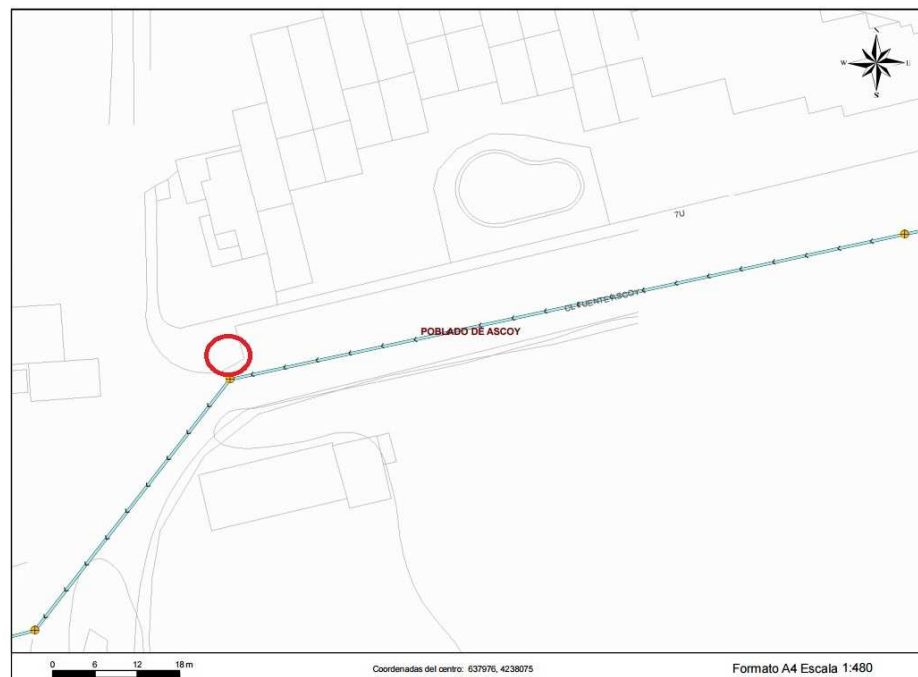 N
W E
S
7U
CL FUENTE ASCOY
POBLADO DE ASCOY
0 6 12 18 m
Coordenadas del centro: 637976, 4238075
Formato A4 Escala 1:480